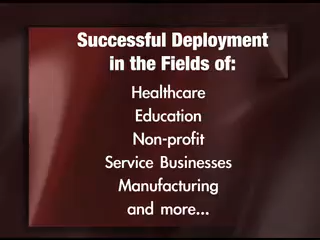 Successful Deployment
in the Fields of:
Healthcare
Education
Non-profit
Service Businesses
Manufacturing
and more...